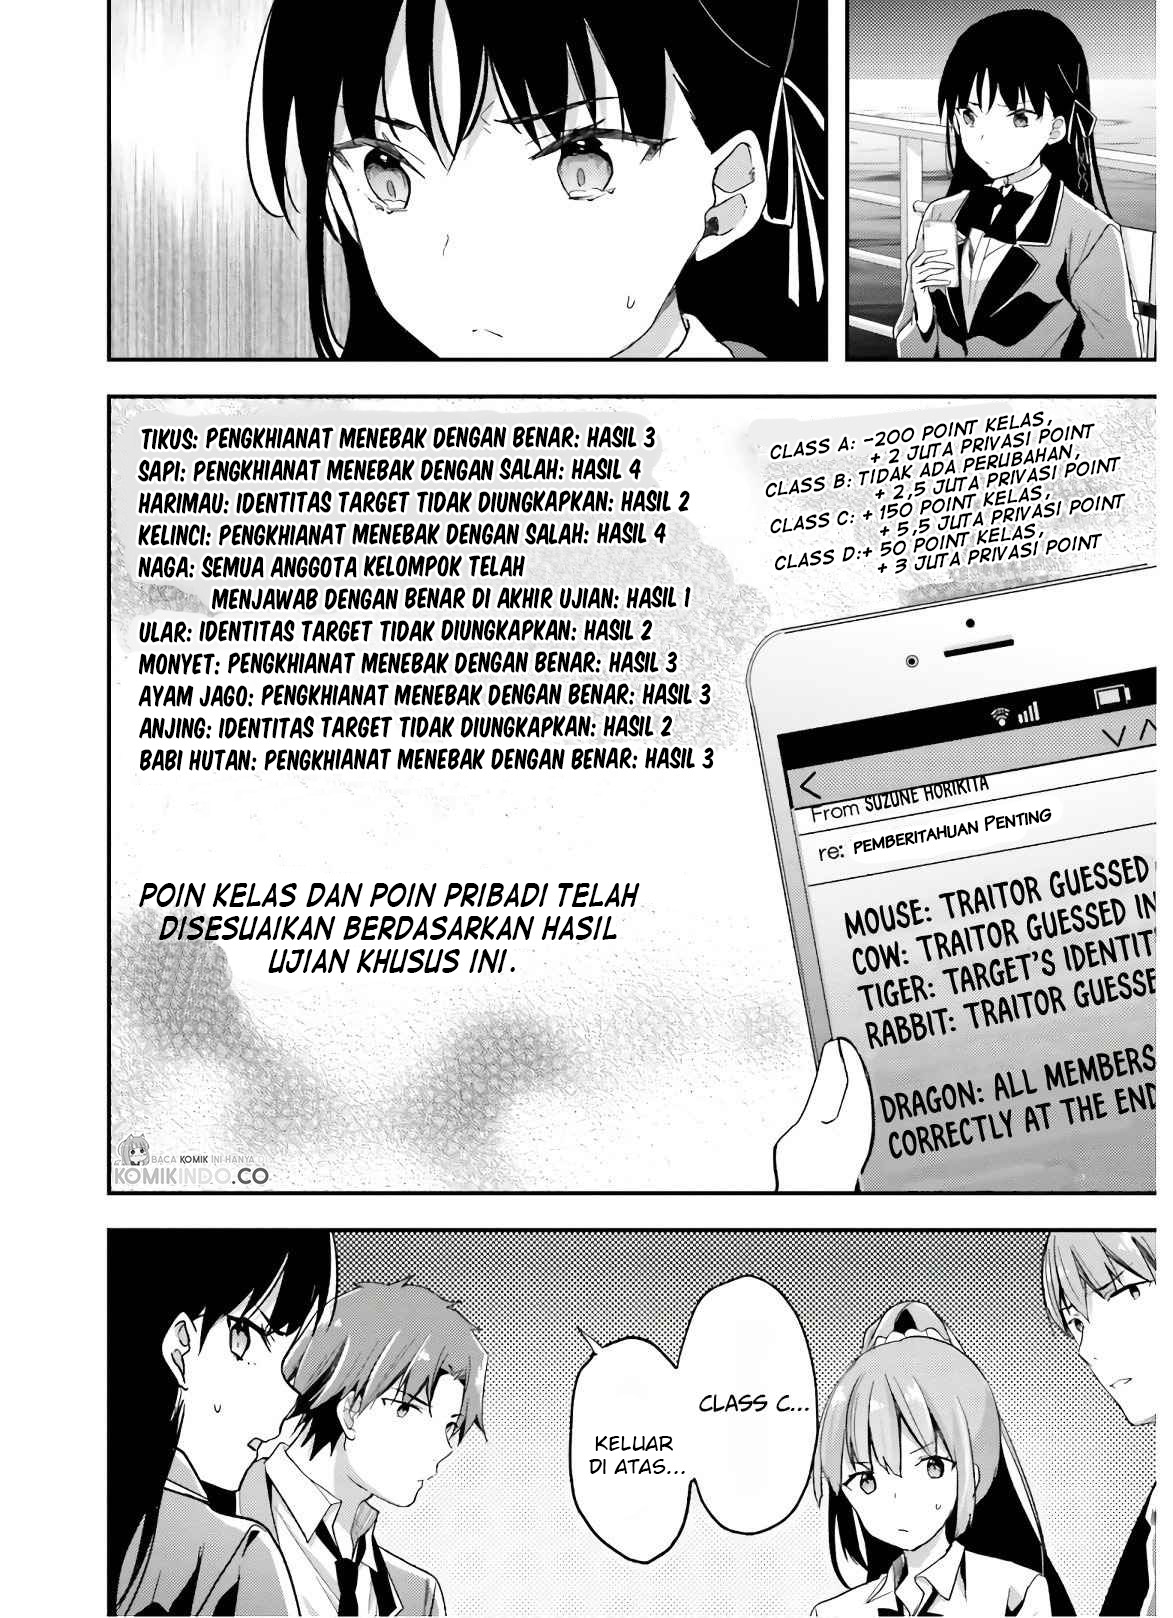 TIKUS: PENGKHIANAT MENEBAK DENGAN BENAR: HASIL 3
SAPI: PENGKHIANAT MENEBAK DENGAN SALAH: HASIL 4
HARIMAU: IDENTITAS TARGET TIDAK DIUNGKAPKAN: HASIL 2
KELINCI: PENGKHIANAT MENEBAK DENGAN SALAH: HASIL 4
NAGA: SEMUA ANGGOTA KELOMPOK TELAH
MENJAWAB DENGAN BENAR DI AKHIR UJIAN: HASIL 1
ULAR: IDENTITAS TARGET TIDAK DIUNGKAPKAN: HASIL 2
MONYET: PENGKHIANAT MENEBAK DENGAN BENAR: HASIL 3
AYAM JAGO: PENGKHIANAT MENEBAK DENGAN BENAR: HASIL 3
ANJING: IDENTITAS TARGET TIDAK DIUNGKAPKAN: HASIL 2
BABI HUTAN: PENGKHIANAT MENEBAK DENGAN BENAR: HASIL 3
CLASS A: -200 POINT KELAS,
+ 2 JUTA PRIVASI POINT
CLASS B: TIDAK ADA PERUBAHAN,
+ 2,5 JUTA PRIVASI POINT
CLASS C: +150 POINT KELAS,
+ 5,5 JUTA PRIVASI POINT
CLASS D:+ 50 POINT KELAS,
+ 3 JUTA PRIVASI POINT
POIN KELAS DAN POIN PRIBADI TELAH
DISESUAIKAN BERDASARKAN HASIL
UJIAN KHUSUS INI.
From SUZUNE HORIKITA
re: PEMBERITAHUAN PENTING
MOUSE: TRAITOR GUESSED
COW: TRAITOR GUESSED IN
TIGER: TARGET'S IDENTIT
RABBIT: TRAITOR GUESSE
DRAGON: ALL MEMBERS
CORRECTLY AT THE END
BACA KOMIK INI HANYA
KOMIKINDO.CO
CLASS C...
KELUAR
DI ATAS...